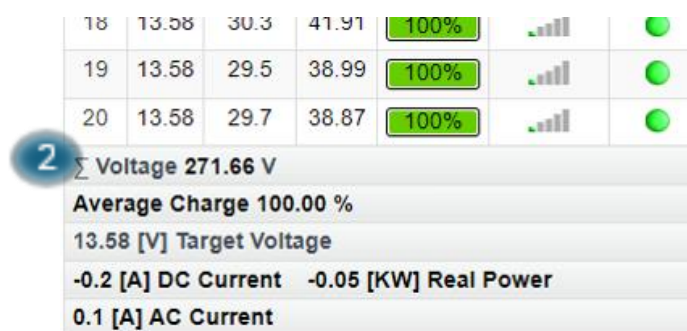 18 13.58 30.3 41.91 100%
19 13.58 29.5 38.99 100%
20 13.58 29.7 38.87 100%
2 ∑ Voltage 271.66 V
Average Charge 100.00 %
13.58 [V] Target Voltage
-0.2 [A] DC Current -0.05 [KW] Real Power
0.1 [A] AC Current